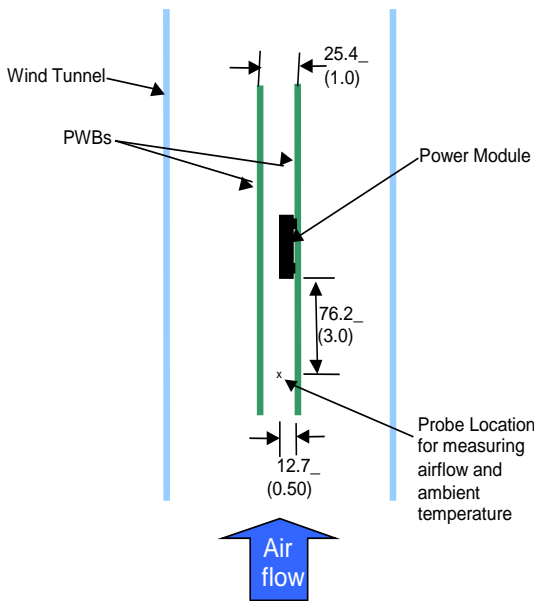 25.4_
(1.0)
Wind Tunnel
PWBs
Power Module
76.2_
(3.0)
x
Probe Location
for measuring
airflow and
ambient
temperature
12.7_
(0.50)
Air
flow